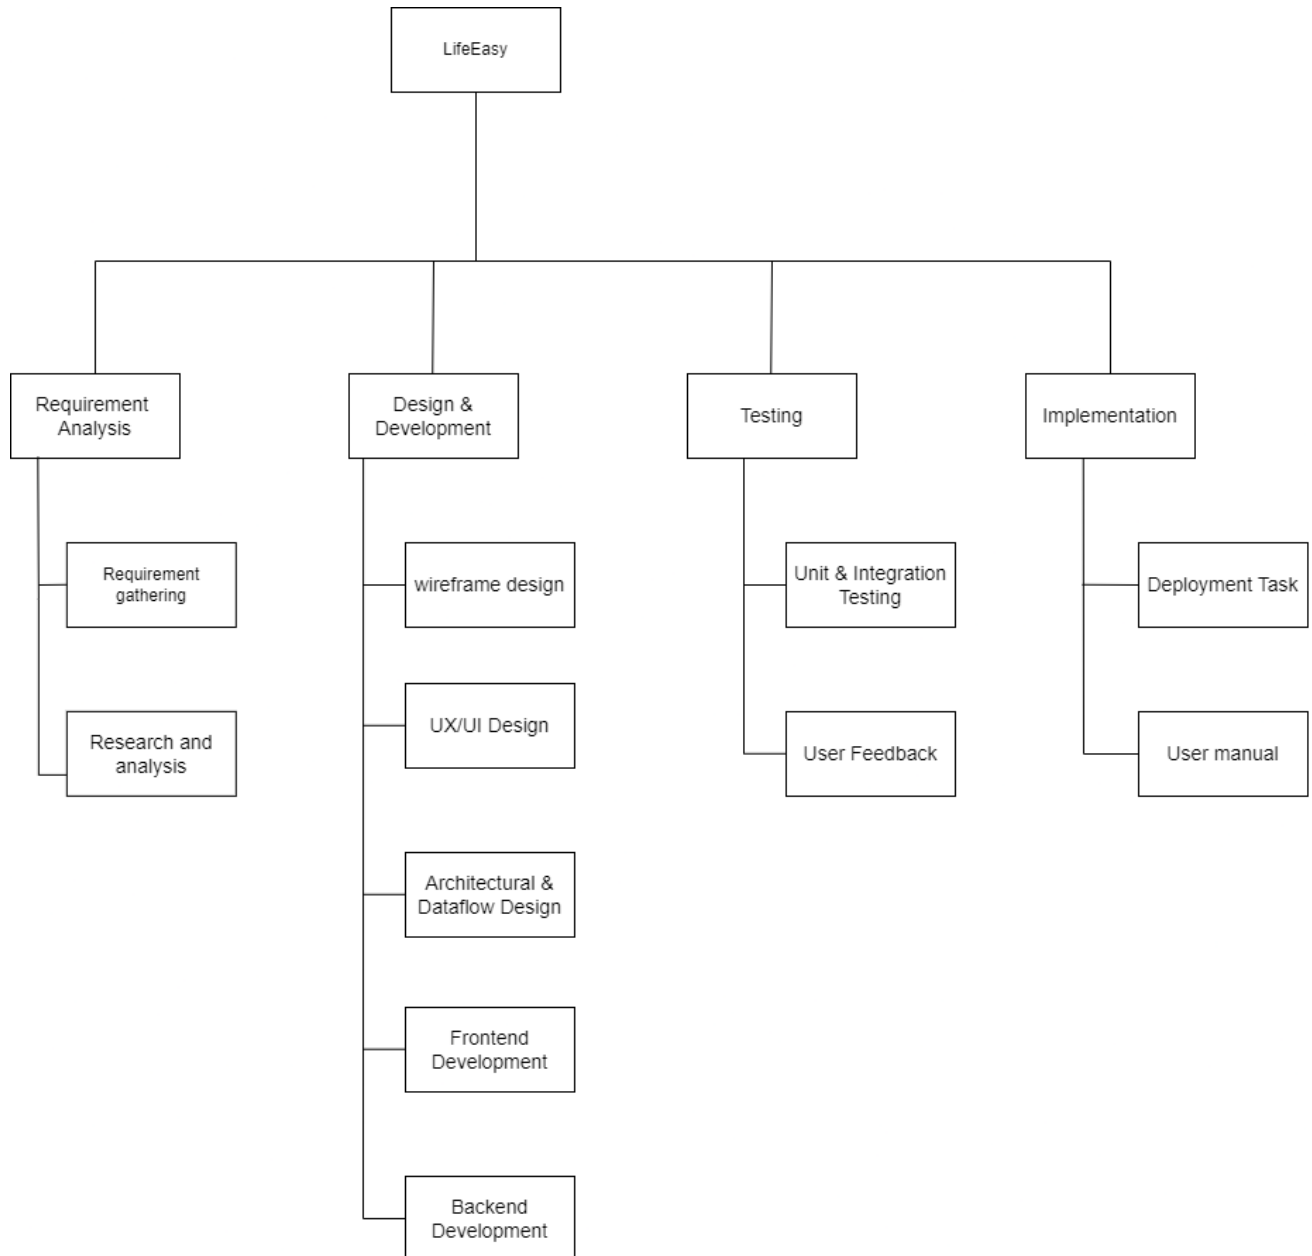 LifeEasy
Requirement
Analysis
Design &
Development
Testing
Implementation
Requirement
gathering
Research and
analysis
wireframe design
UX/UI Design
Architectural &
Dataflow Design
Frontend
Development
Backend
Development
Unit & Integration
Testing
User Feedback
Deployment Task
User manual